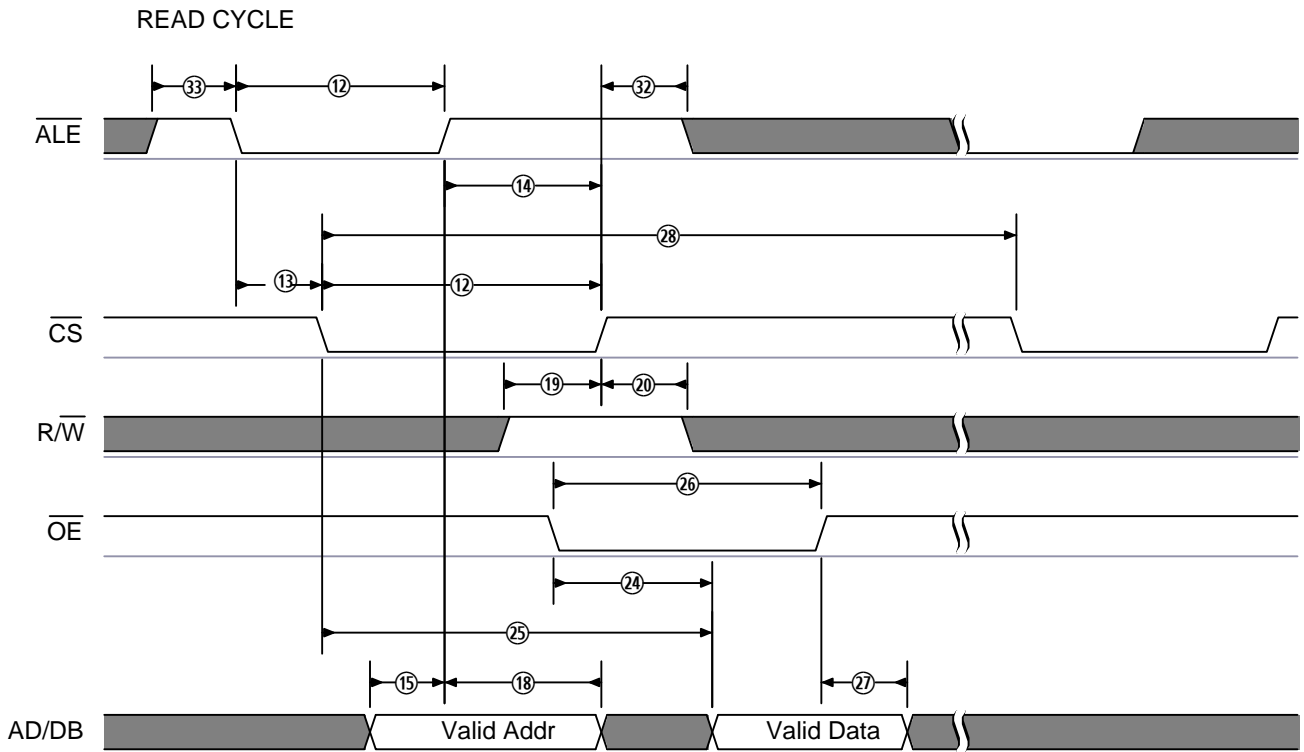 READ CYCLE
㉝ ⑫ ㉜
ALE
⑭
㉘
⑬ ⑫
CS
⑲ ⑳
R/W
㉖
OE
㉔
㉕
⑮ ⑱ ㉗
AD/DB Valid Addr Valid Data